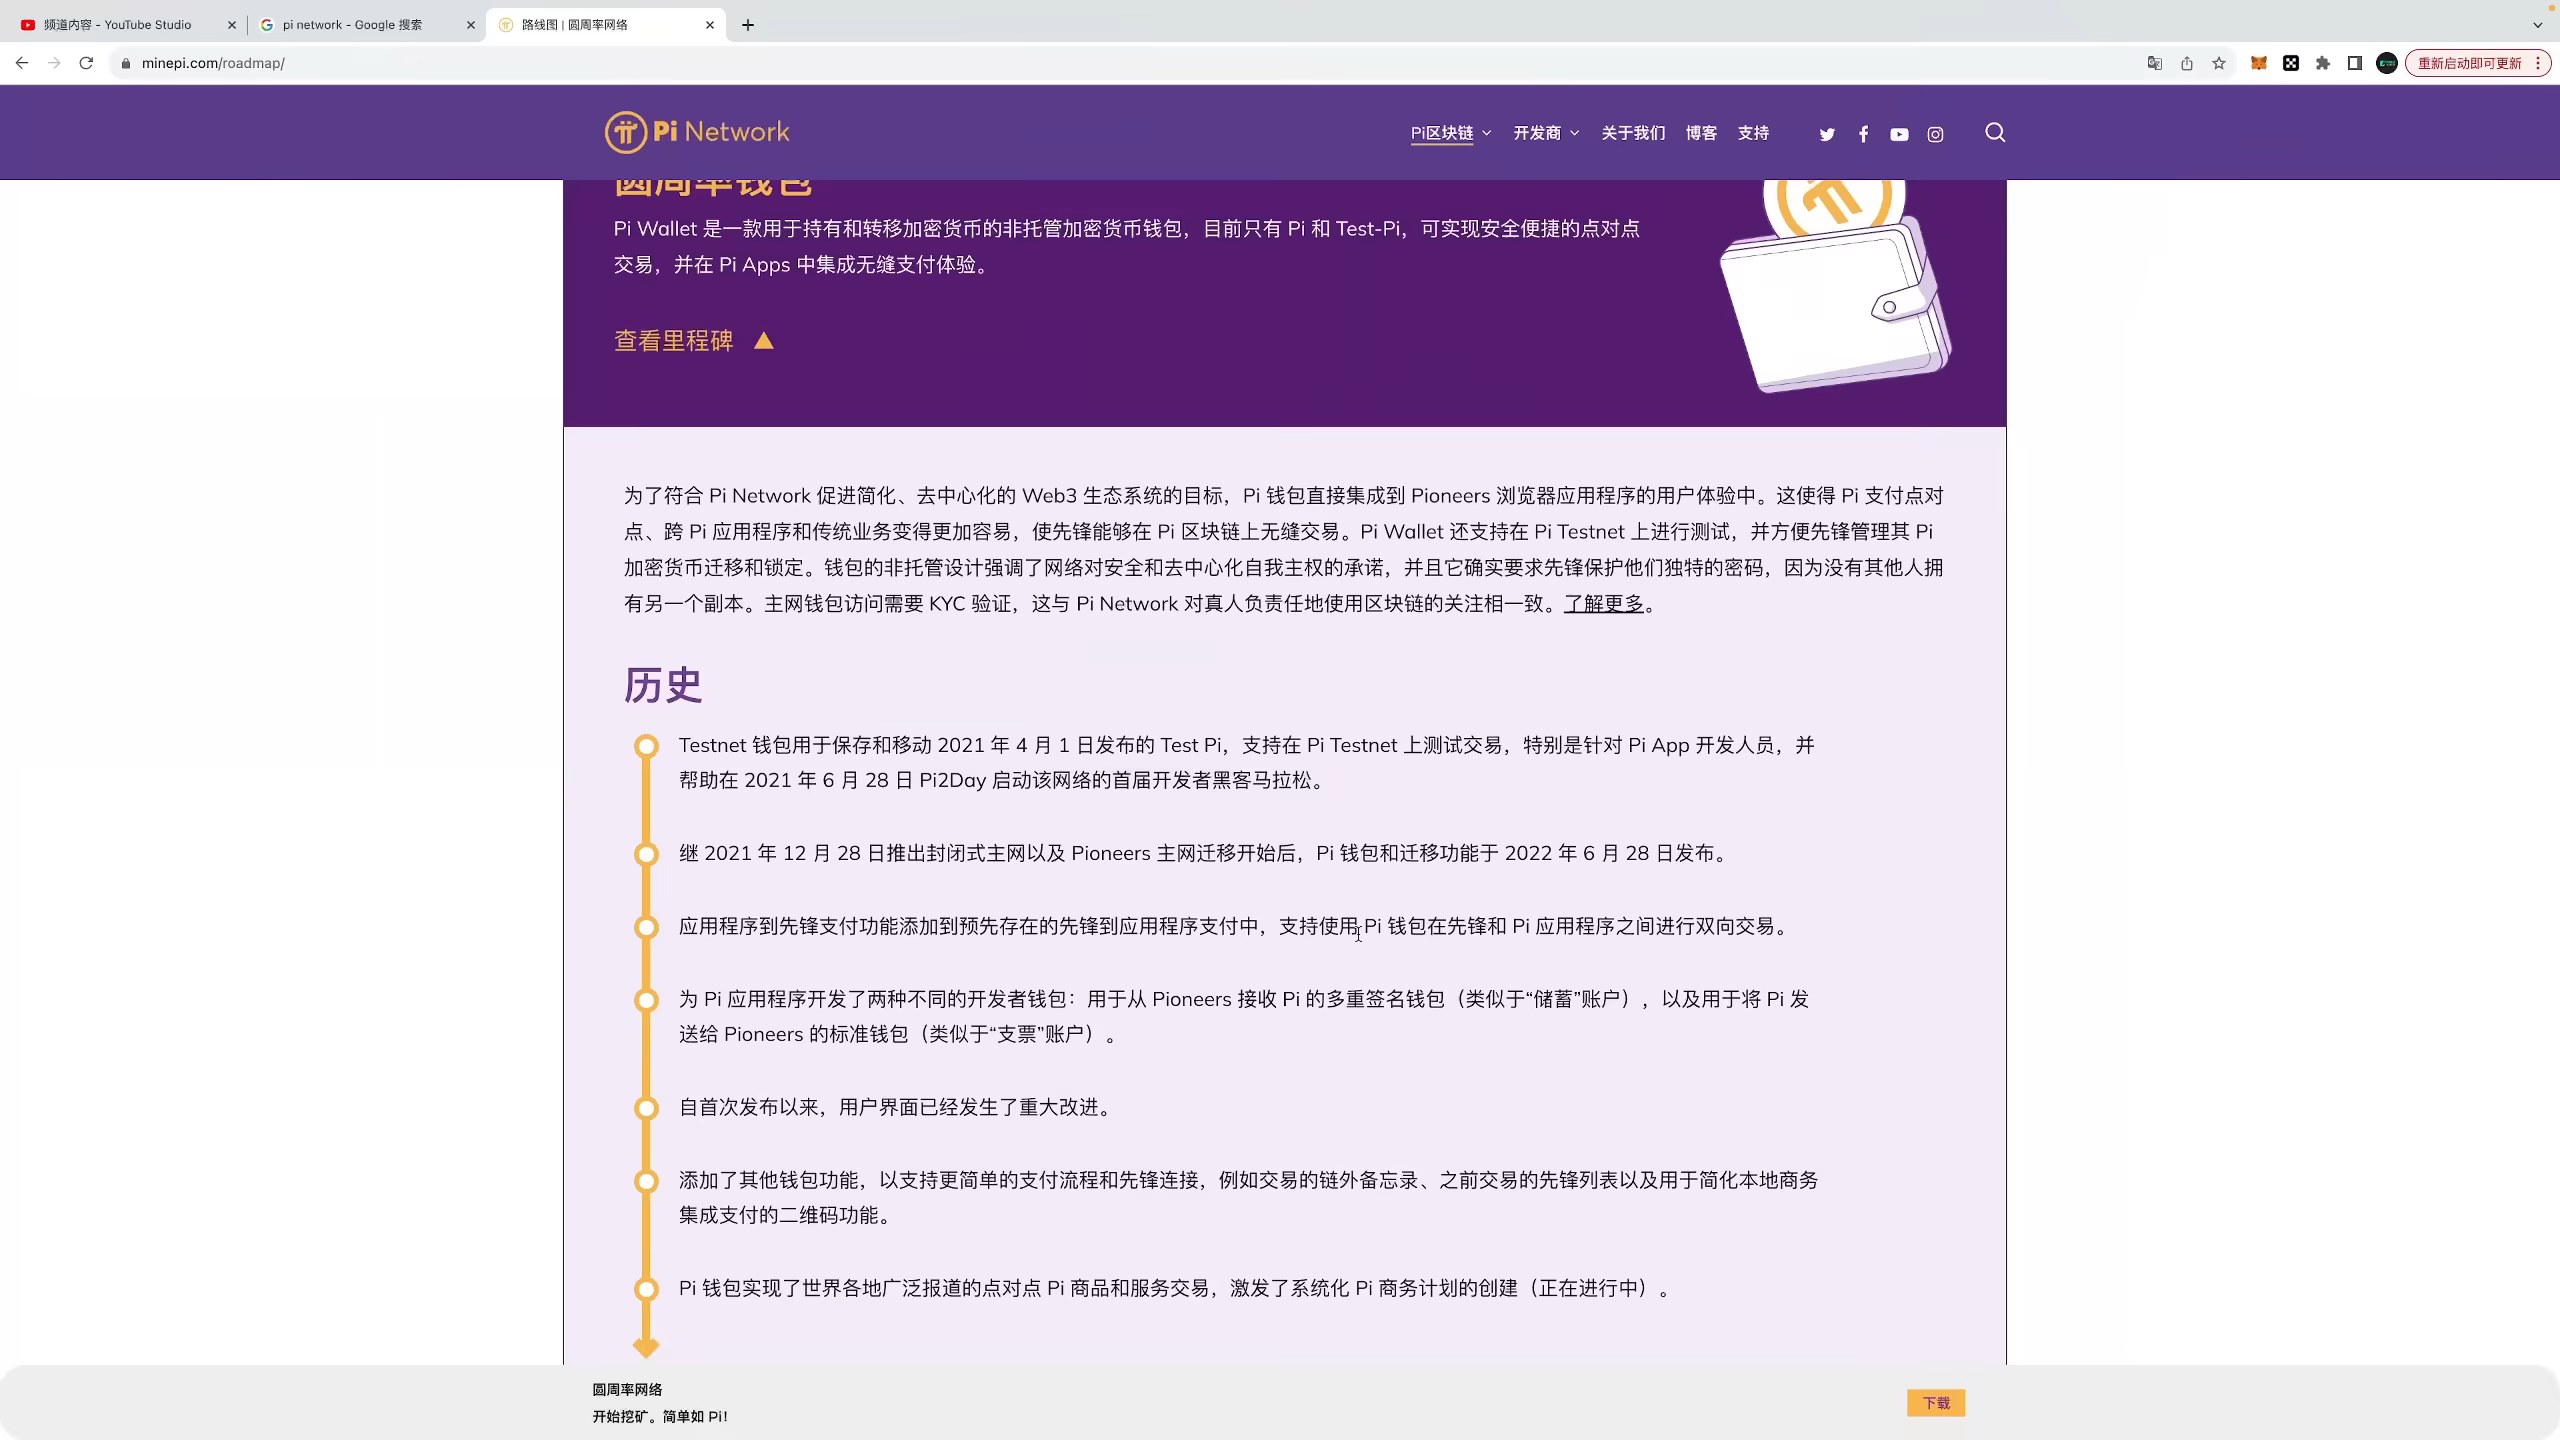 频道内容 - YouTube Studio
pi network - Google 搜索
路线图 | 圆周率网络
minepi.com/roadmap/
重新启动即可更新
Pi Network
Pi区块链 开发商 关于我们 博客 支持
圆周率钱包
Pi Wallet 是一款用于持有和转移加密货币的非托管加密货币钱包，目前只有 Pi 和 Test-Pi，可实现安全便捷的点对点
交易，并在 Pi Apps 中集成无缝支付体验。
查看里程碑
为了符合 Pi Network 促进简化、去中心化的 Web3 生态系统的目标，Pi 钱包直接集成到 Pioneers 浏览器应用程序的用户体验中。这使得 Pi 支付点对
点、跨 Pi 应用程序和传统业务变得更加容易，使先锋能够在 Pi 区块链上无缝交易。Pi Wallet 还支持在 Pi Testnet 上进行测试，并方便先锋管理其 Pi
加密货币迁移和锁定。钱包的非托管设计强调了网络对安全和去中心化自我主权的承诺，并且它确实要求先锋保护他们独特的密码，因为没有其他人拥
有另一个副本。主网钱包访问需要 KYC 验证，这与 Pi Network 对真人负责任地使用区块链的关注相一致。了解更多。
历史
Testnet 钱包用于保存和移动 2021 年 4 月 1 日发布的 Test Pi，支持在 Pi Testnet 上测试交易，特别是针对 Pi App 开发人员，并
帮助在 2021 年 6 月 28 日 Pi2Day 启动该网络的首届开发者黑客马拉松。
继 2021 年 12 月 28 日推出封闭式主网以及 Pioneers 主网迁移开始后，Pi 钱包和迁移功能于 2022 年 6 月 28 日发布。
应用程序到先锋支付功能添加到预先存在的先锋到应用程序支付中，支持使用 Pi 钱包在先锋和 Pi 应用程序之间进行双向交易。
为 Pi 应用程序开发了两种不同的开发者钱包：用于从 Pioneers 接收 Pi 的多重签名钱包（类似于“储蓄”账户），以及用于将 Pi 发
送给 Pioneers 的标准钱包（类似于“支票”账户）。
自首次发布以来，用户界面已经发生了重大改进。
添加了其他钱包功能，以支持更简单的支付流程和先锋连接，例如交易的链外备忘录、之前交易的先锋列表以及用于简化本地商务
集成支付的二维码功能。
Pi 钱包实现了世界各地广泛报道的点对点 Pi 商品和服务交易，激发了系统化 Pi 商务计划的创建（正在进行中）。
圆周率网络
开始挖矿。简单如 Pi！
下载